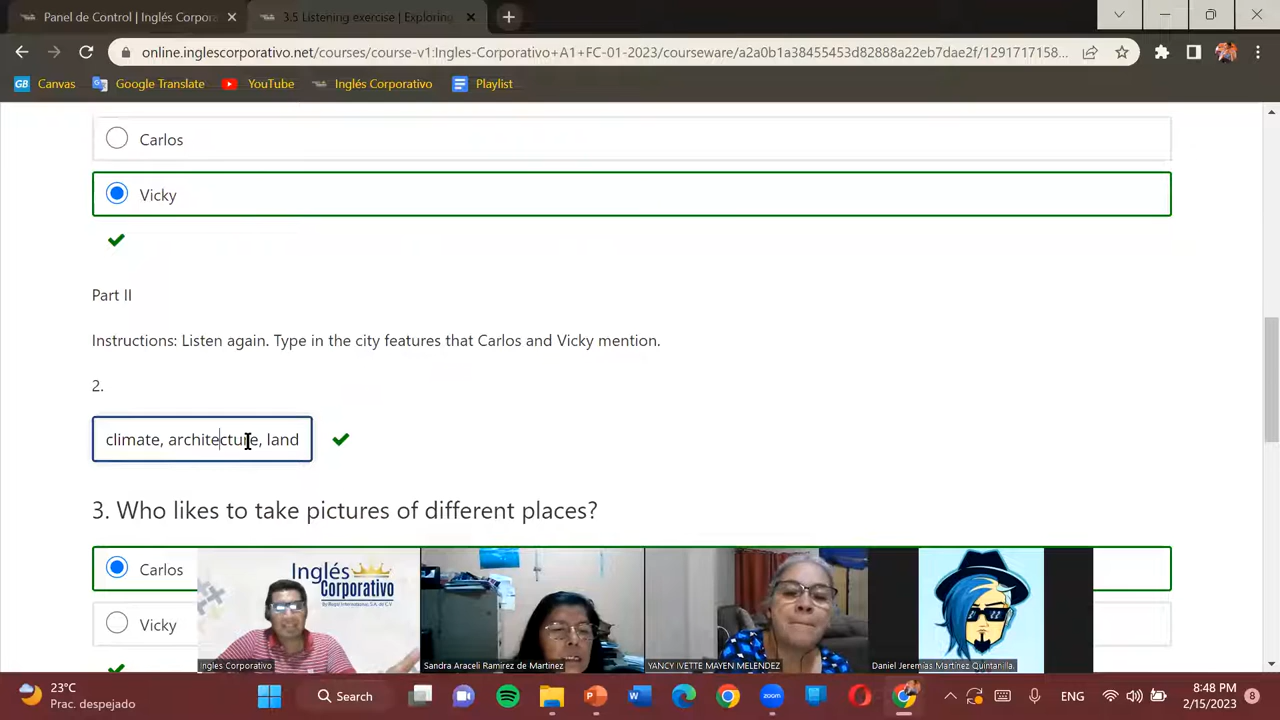 Panel de Control | Inglés Corpora
3.5 Listening exercise | Exploring
online.inglescorporativo.net/courses/course-v1:Ingles-Corporativo+A1+FC-01-2023/courseware/a2a0b1a38455453d82888a22eb7dae2f/1291717158...
GB Canvas
Google Translate
YouTube
Inglés Corporativo
Playlist
Carlos
Vicky
Part II
Instructions: Listen again. Type in the city features that Carlos and Vicky mention.
2.
climate, architecture, land
3. Who likes to take pictures of different places?
Carlos
Vicky
Inglés
Corporativo
Ingles Corporativo
Sandra Araceli Ramirez de Martinez
YANCY IVETTE MAYEN MELENDEZ
Daniel Jeremias Martinez Quintanilla.
23°C
Prac. despejado
Search
zoom
ENG
8:48 PM
2/15/2023